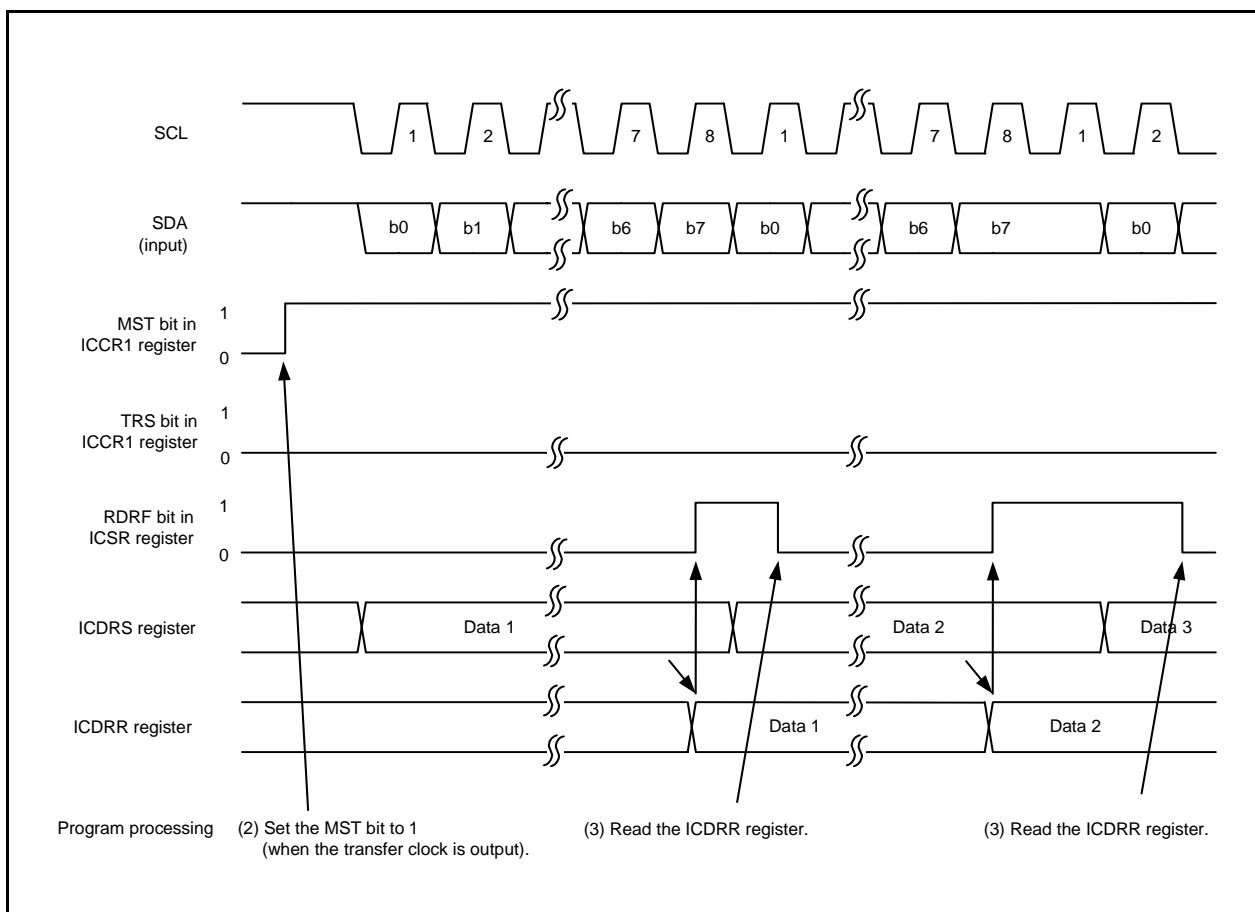 SCL
1 2 7 8 1 7 8 1 2
SDA
(input)
b0 b1 b6 b7 b0 b6 b7 b0
MST bit in
ICCR1 register
1
0
TRS bit in
ICCR1 register
1
0
RDRF bit in
ICSR register
1
0
ICDRS register
Data 1 Data 2 Data 3
ICDRR register
Data 1 Data 2
Program processing
(2) Set the MST bit to 1
(when the transfer clock is output).
(3) Read the ICDRR register.
(3) Read the ICDRR register.